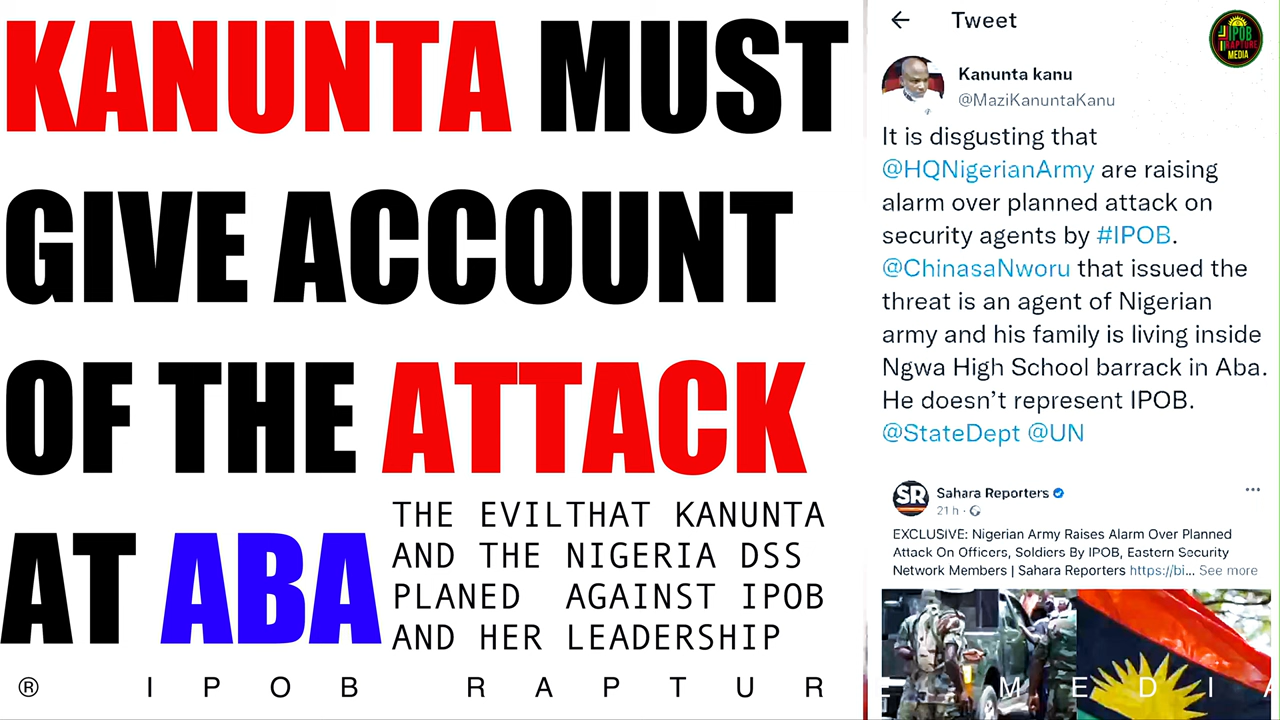 KANUNTA MUST
GIVE ACCOUNT
OF THE ATTACK
AT ABA
THE EVILTHAT KANUNTA
AND THE NIGERIA DSS
PLANED AGAINST IPOB
AND HER LEADERSHIP
® IPOB RAPTURE MEDIA
← Tweet
IPOB
RAPTURE
MEDIA
Kanunta kanu
@MaziKanuntaKanu
It is disgusting that
@HQNigerianArmy are raising
alarm over planned attack on
security agents by #IPOB.
@ChinasaNworu that issued the
threat is an agent of Nigerian
army and his family is living inside
Ngwa High School barrack in Aba.
He doesn't represent IPOB.
@StateDept @UN
SR
Sahara Reporters
21 h ·
EXCLUSIVE: Nigerian Army Raises Alarm Over Planned
Attack On Officers, Soldiers By IPOB, Eastern Security
Network Members | Sahara Reporters https://bi... See more